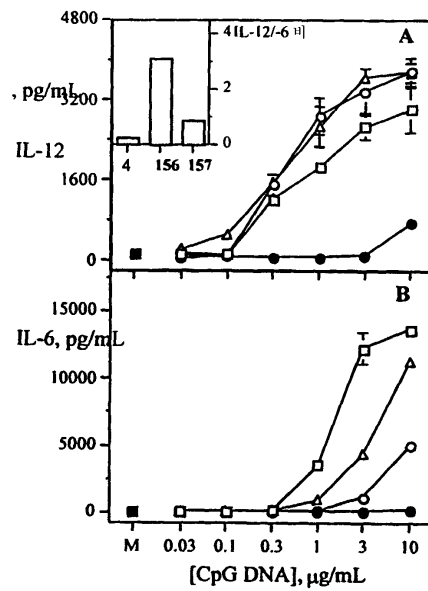 4800
A
4 [IL-12/-6 H]
, pg/mL
2
3200
0
IL-12
4 156 157
1600
0
B
15000
IL-6, pg/mL
10000
5000
0
M 0.03 0.1 0.3 1 3 10
[CpG DNA], μg/mL